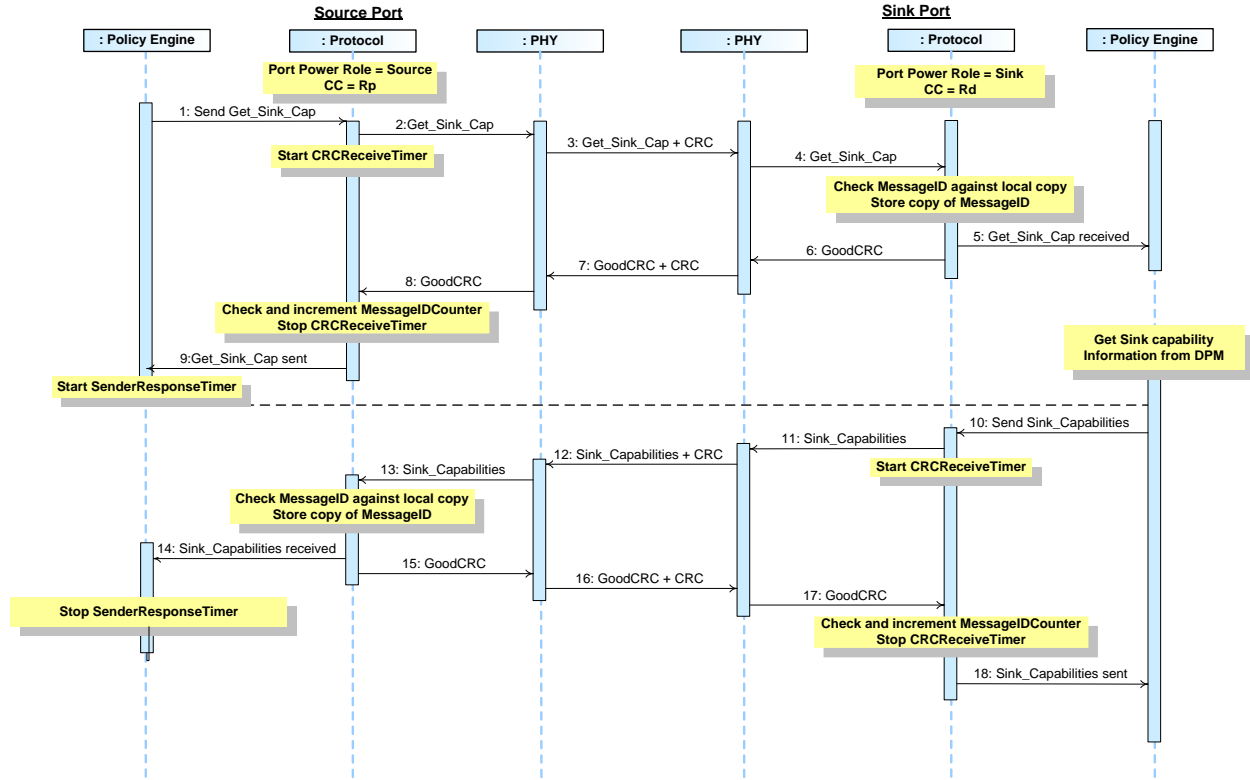 Source Port
Sink Port
: Policy Engine
: Protocol
: PHY
: PHY
: Protocol
: Policy Engine
Port Power Role = Source
CC = Rp
Port Power Role = Sink
CC = Rd
1: Send Get_Sink_Cap
2:Get_Sink_Cap
Start CRCReceiveTimer
3: Get_Sink_Cap + CRC
4: Get_Sink_Cap
Check MessageID against local copy
Store copy of MessageID
5: Get_Sink_Cap received
6: GoodCRC
7: GoodCRC + CRC
8: GoodCRC
Check and increment MessageIDCounter
Stop CRCReceiveTimer
9:Get_Sink_Cap sent
Start SenderResponseTimer
Get Sink capability
Information from DPM
10: Send Sink_Capabilities
11: Sink_Capabilities
Start CRCReceiveTimer
12: Sink_Capabilities + CRC
13: Sink_Capabilities
Check MessageID against local copy
Store copy of MessageID
14: Sink_Capabilities received
15: GoodCRC
16: GoodCRC + CRC
17: GoodCRC
Stop SenderResponseTimer
Check and increment MessageIDCounter
Stop CRCReceiveTimer
18: Sink_Capabilities sent